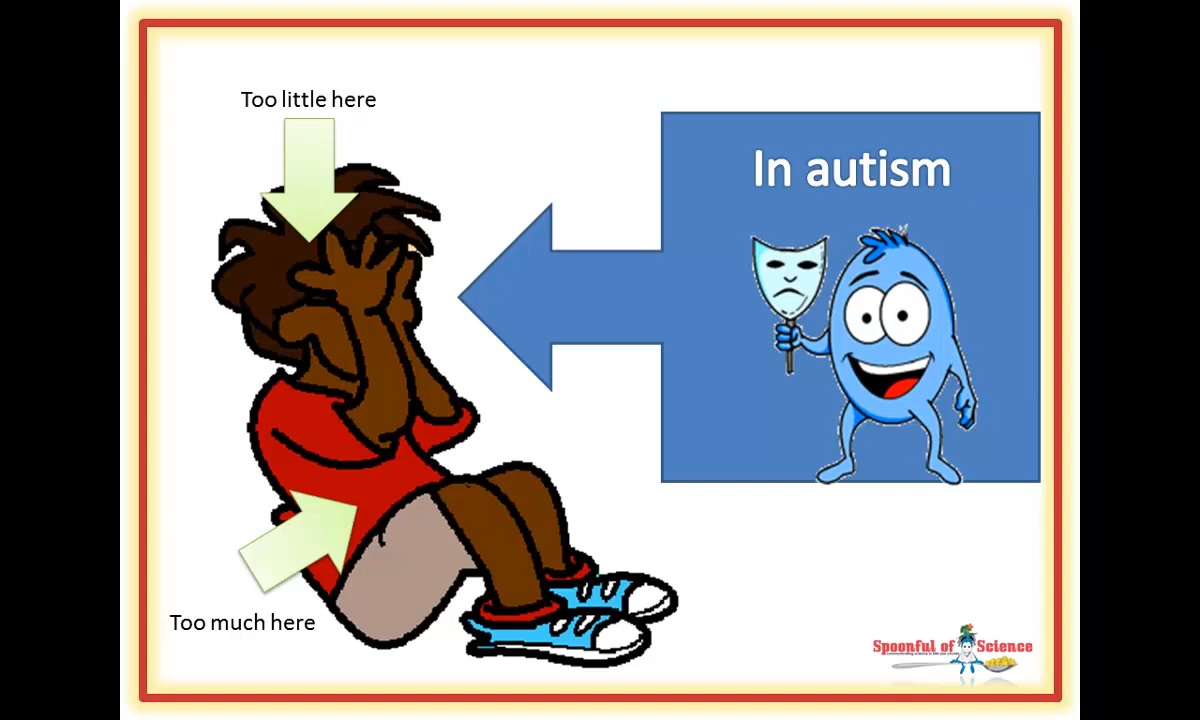 Too little here
In autism
Too much here
Spoonful of Science